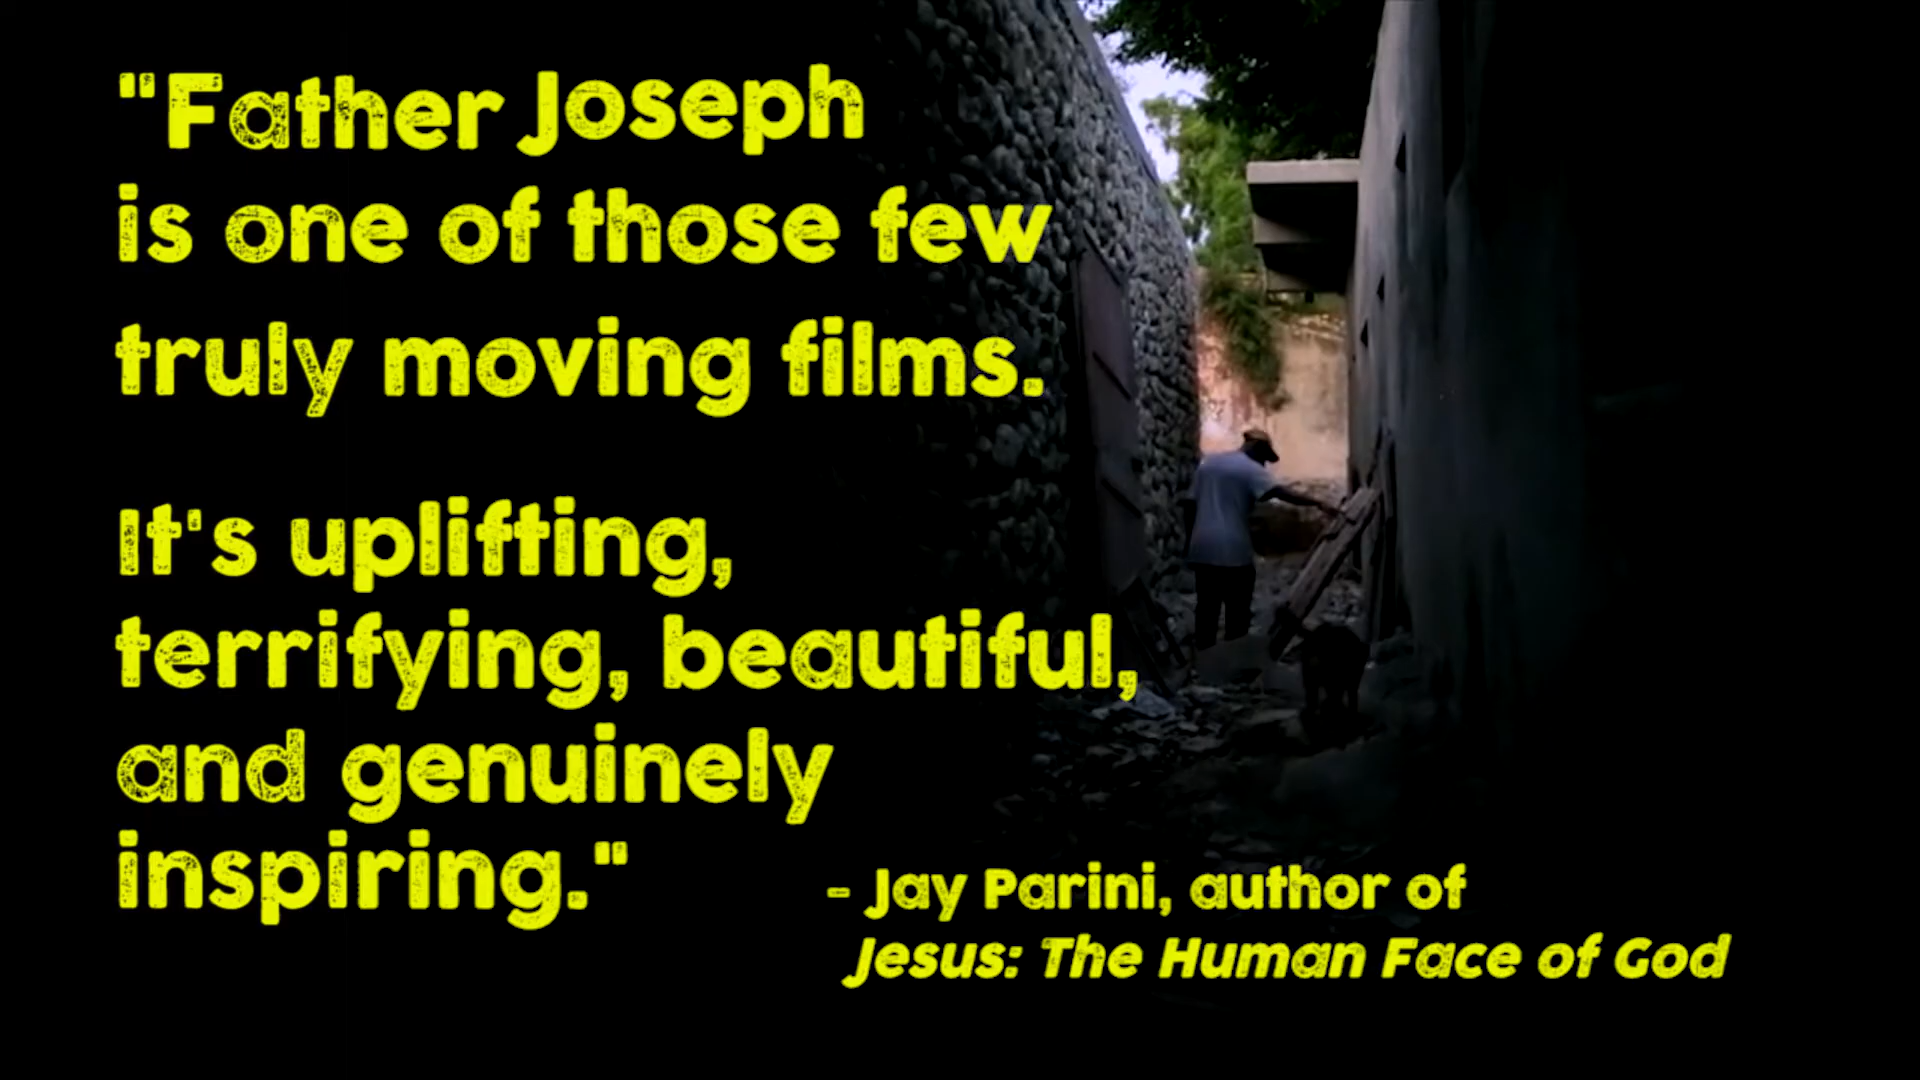 "Father Joseph
is one of those few
truly moving films.
It's uplifting,
terrifying, beautiful,
and genuinely
inspiring."
- Jay Parini, author of
Jesus: The Human Face of God